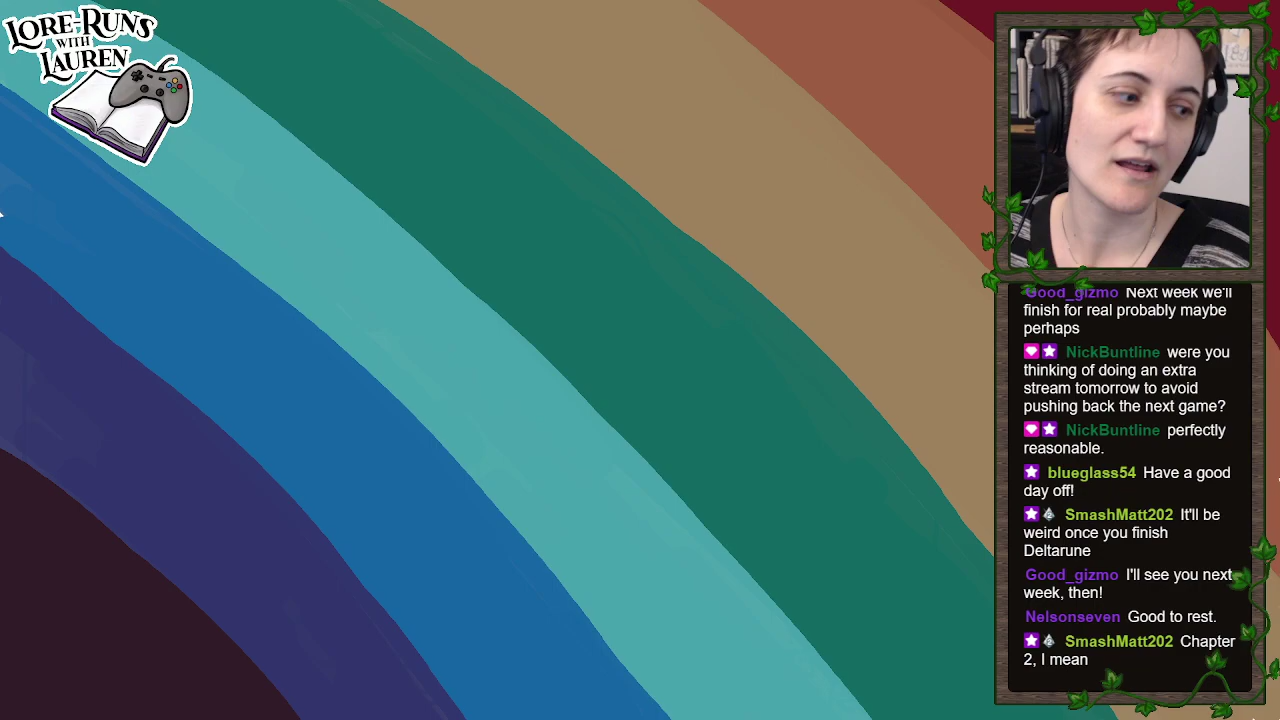 LORE-RUNS
WITH
LAUREN
Good_gizmo Next week we'll
finish for real probably maybe
perhaps
NickBuntline were you
thinking of doing an extra
stream tomorrow to avoid
pushing back the next game?
NickBuntline perfectly
reasonable.
blueglass54 Have a good
day off!
SmashMatt202 It'll be
weird once you finish
Deltarune
Good_gizmo I'll see you next
week, then!
Nelsonseven Good to rest.
SmashMatt202 Chapter
2, I mean